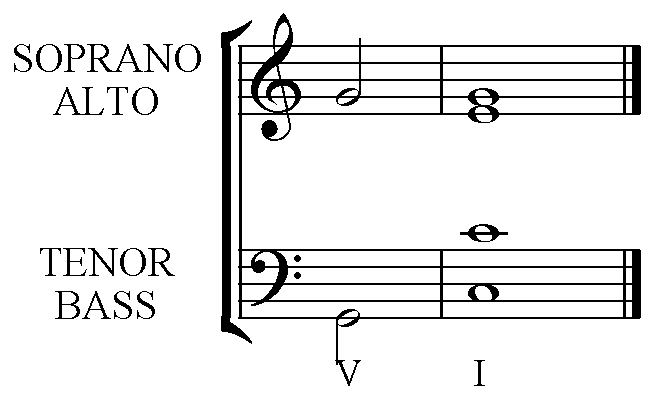 SOPRANO
ALTO
TENOR
BASS
V I